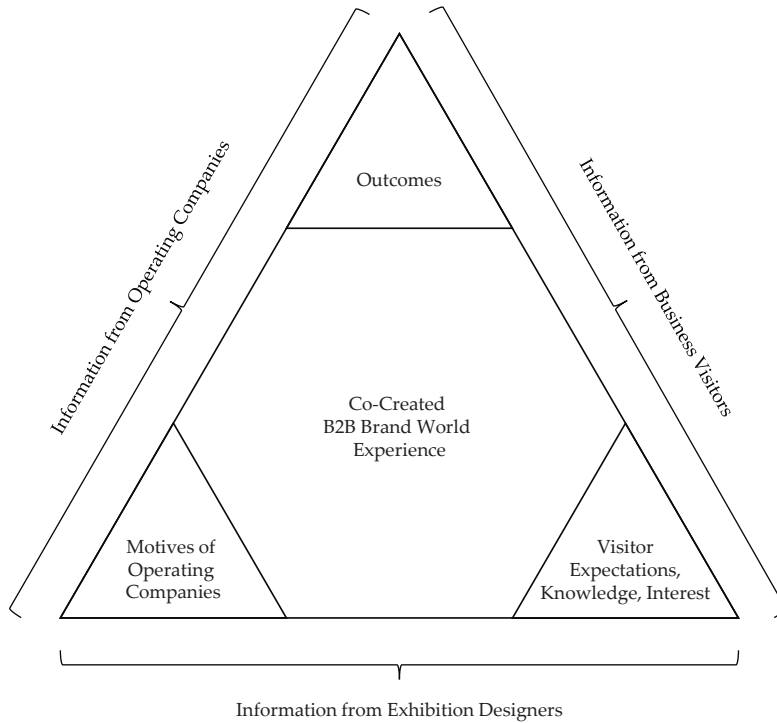 Information from Operating Companies
Information from Business Visitors
Outcomes
Co-Created
B2B Brand World
Experience
Motives of
Operating
Companies
Visitor
Expectations,
Knowledge, Interest
Information from Exhibition Designers